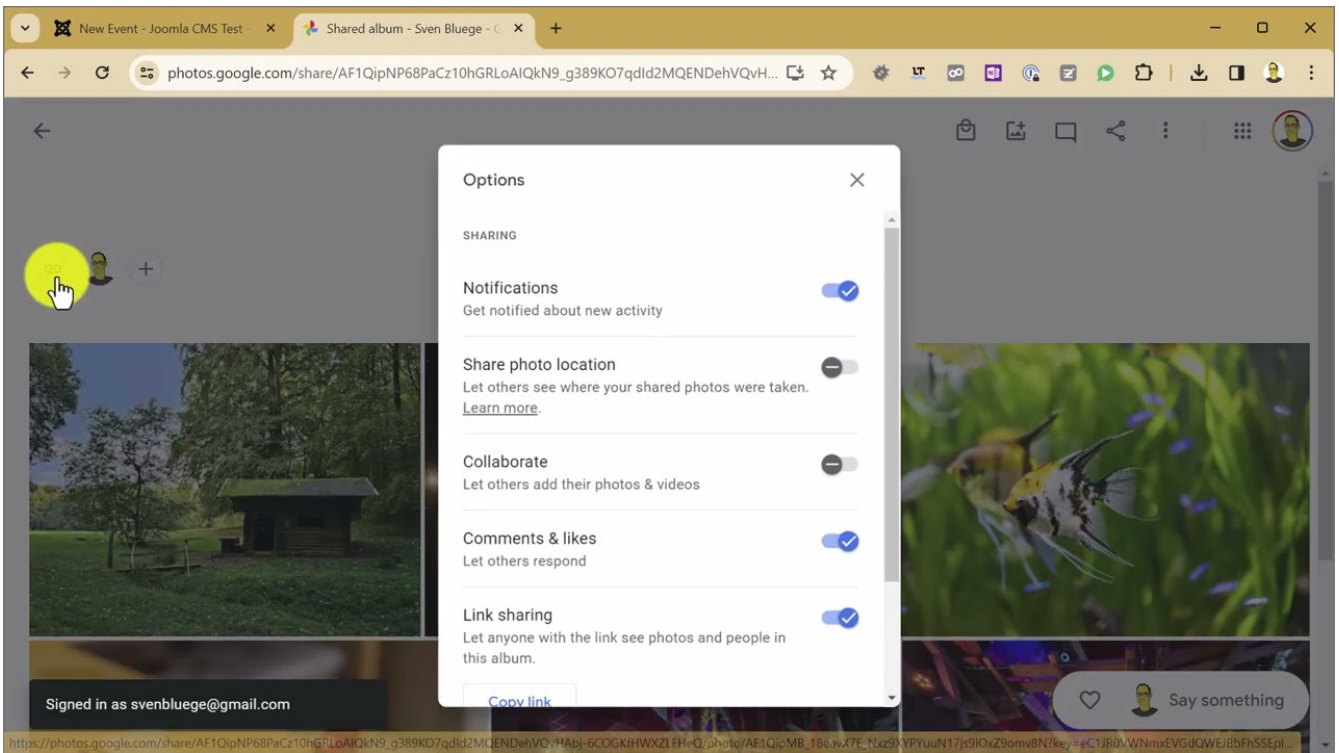 New Event - Joomla CMS Test -
Shared album - Sven Bluege - G
photos.google.com/share/AF1QipNP68PaCz10hGRLoAIQkN9_g389KO7qdId2MQENDehVQvH...
LT
Options
SHARING
Notifications
Get notified about new activity
Share photo location
Let others see where your shared photos were taken.
Learn more.
Collaborate
Let others add their photos & videos
Comments & likes
Let others respond
Link sharing
Let anyone with the link see photos and people in
this album.
Copy link
Signed in as svenbluege@gmail.com
Say something